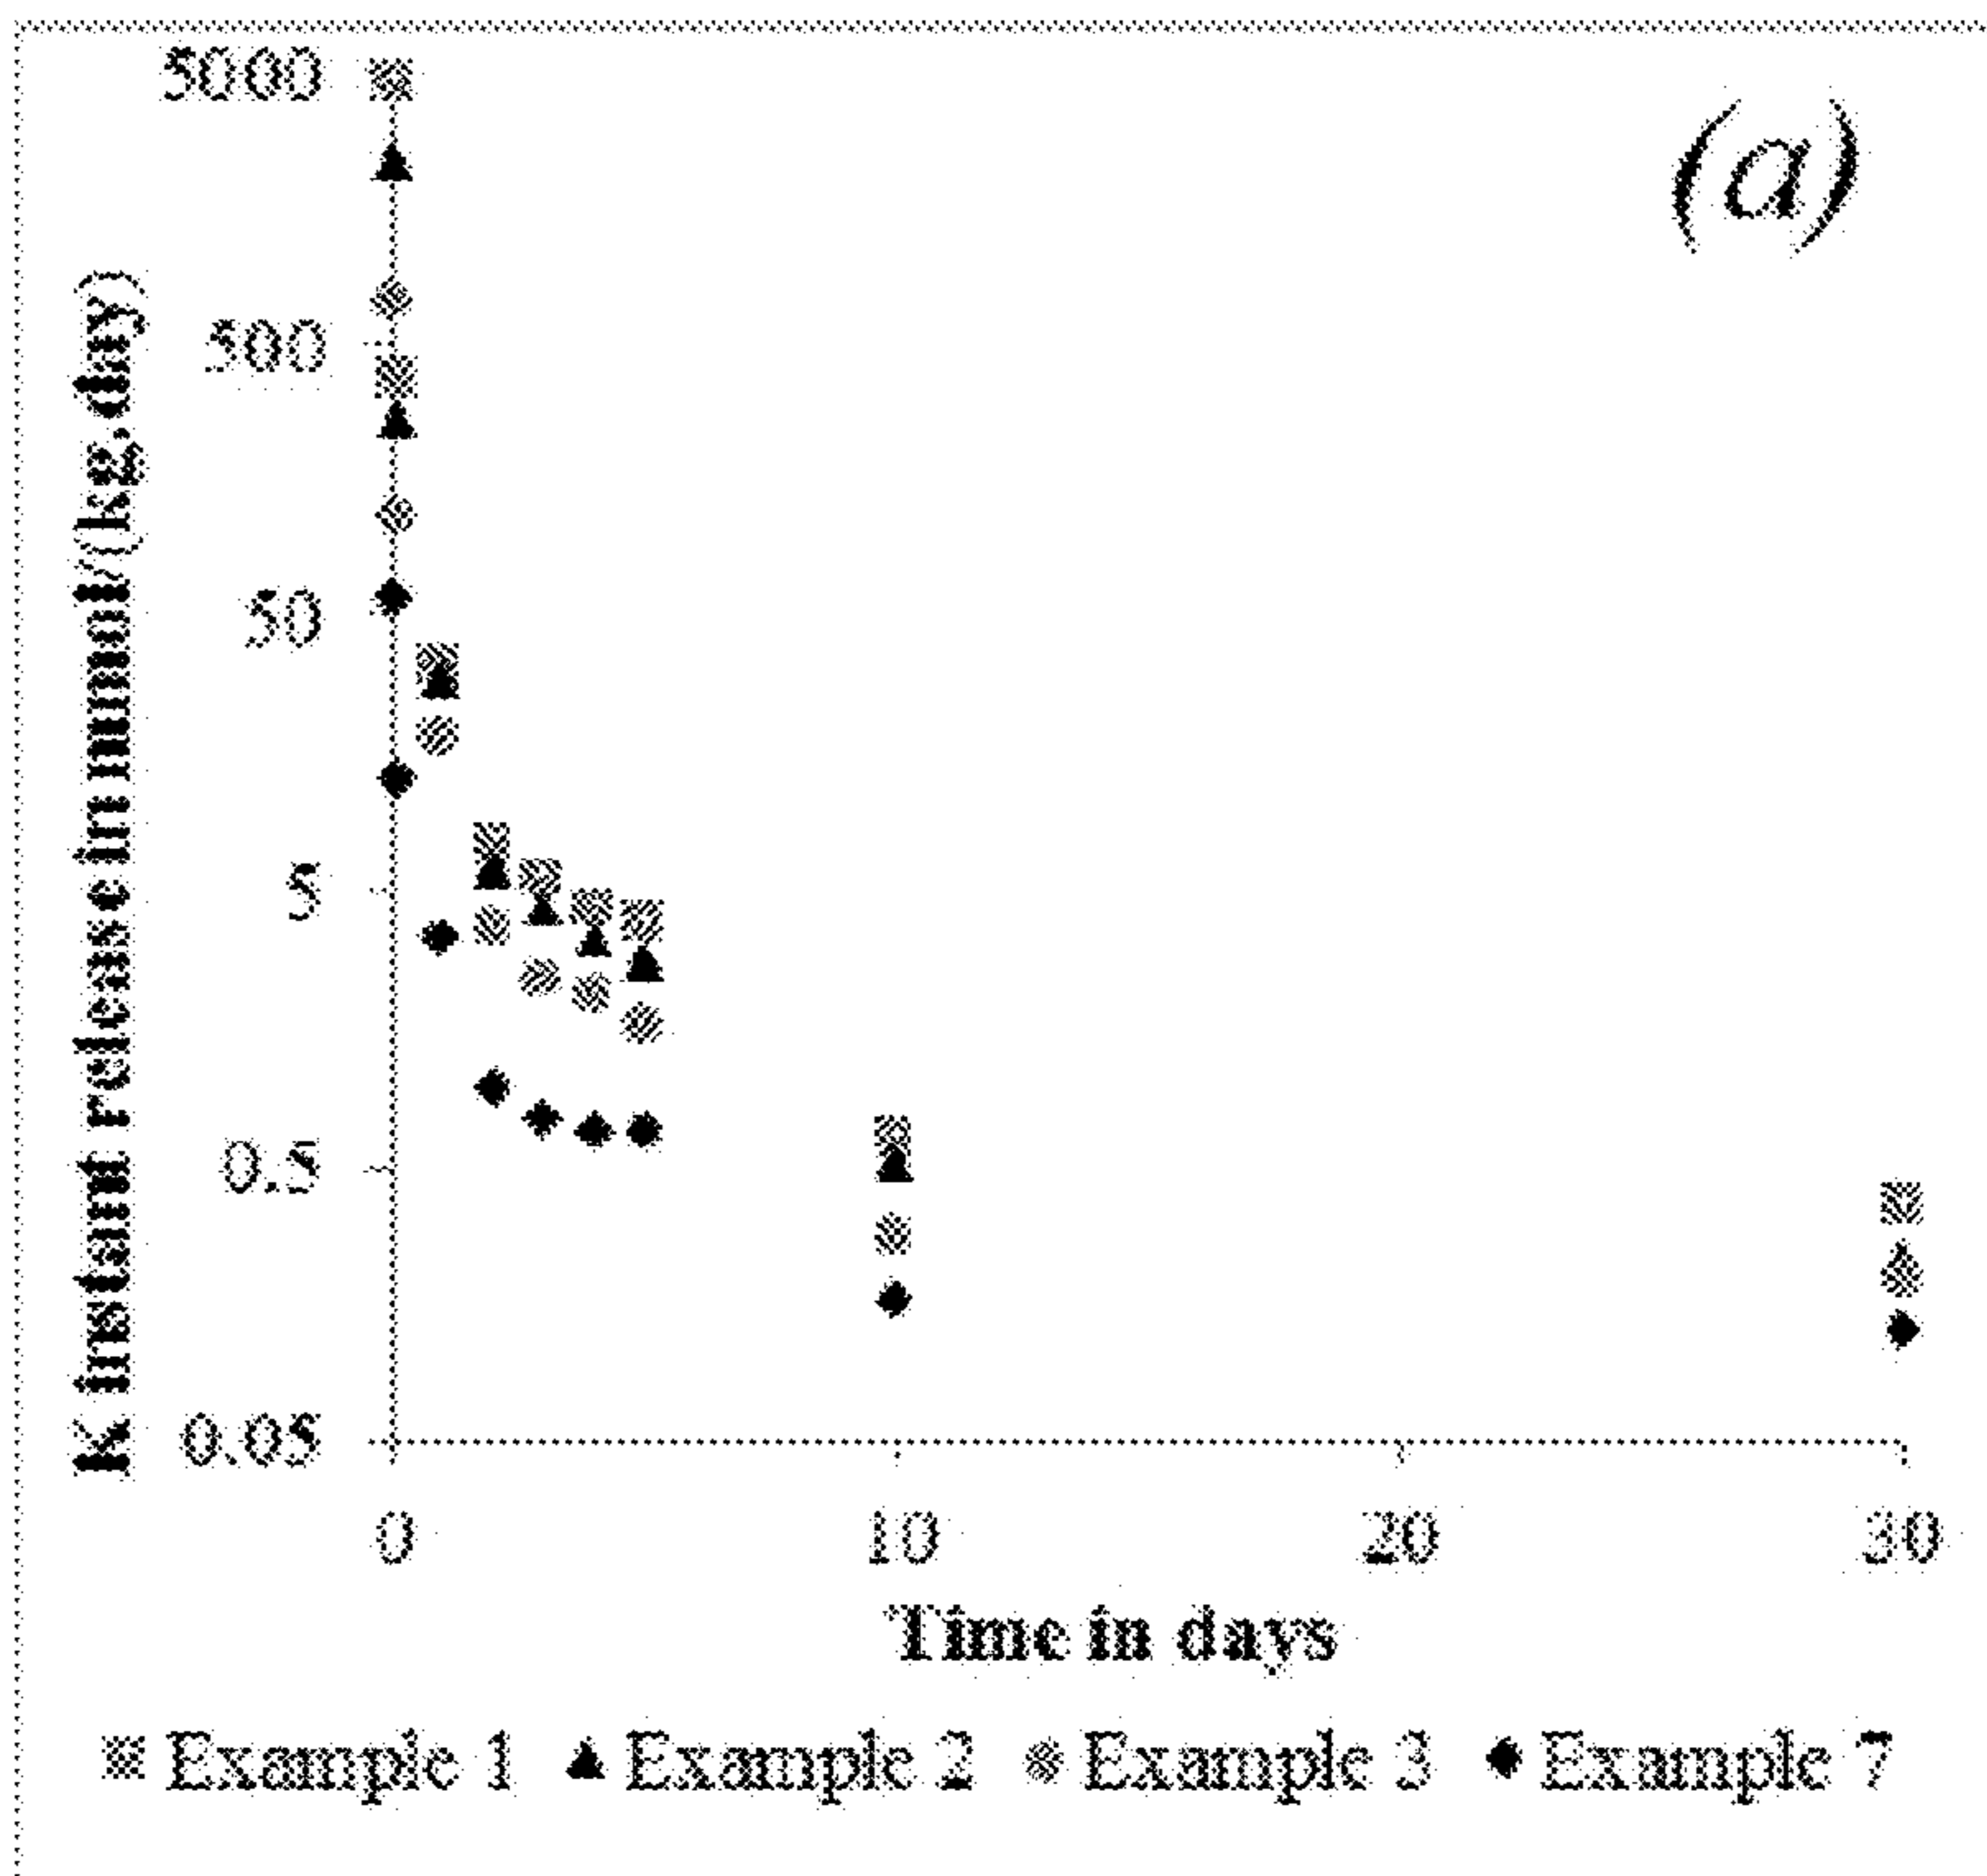 (a)
K instant release in mmol/(kg.day)
5000
500
50
5
0.5
0.05
0 10 20 30
Time in days
Example 1 Example 2 Example 3 Example 7